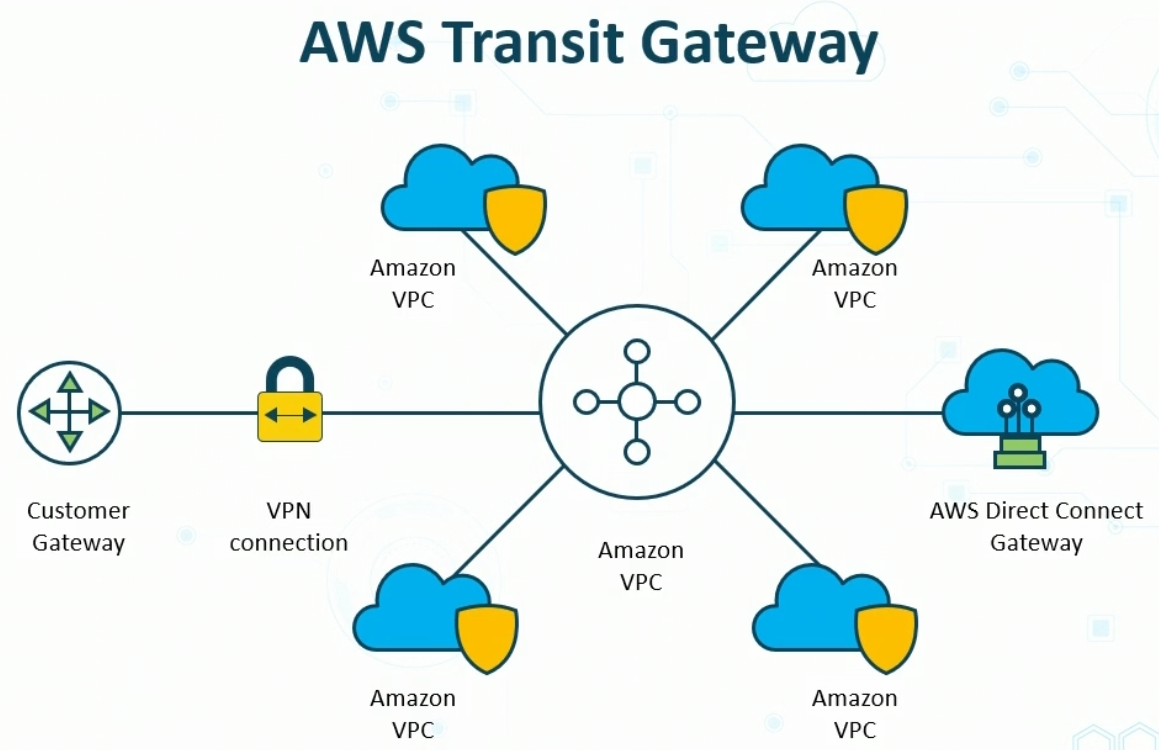 AWS Transit Gateway
Amazon
VPC
Amazon
VPC
Customer
Gateway
VPN
connection
Amazon
VPC
AWS Direct Connect
Gateway
Amazon
VPC
Amazon
VPC